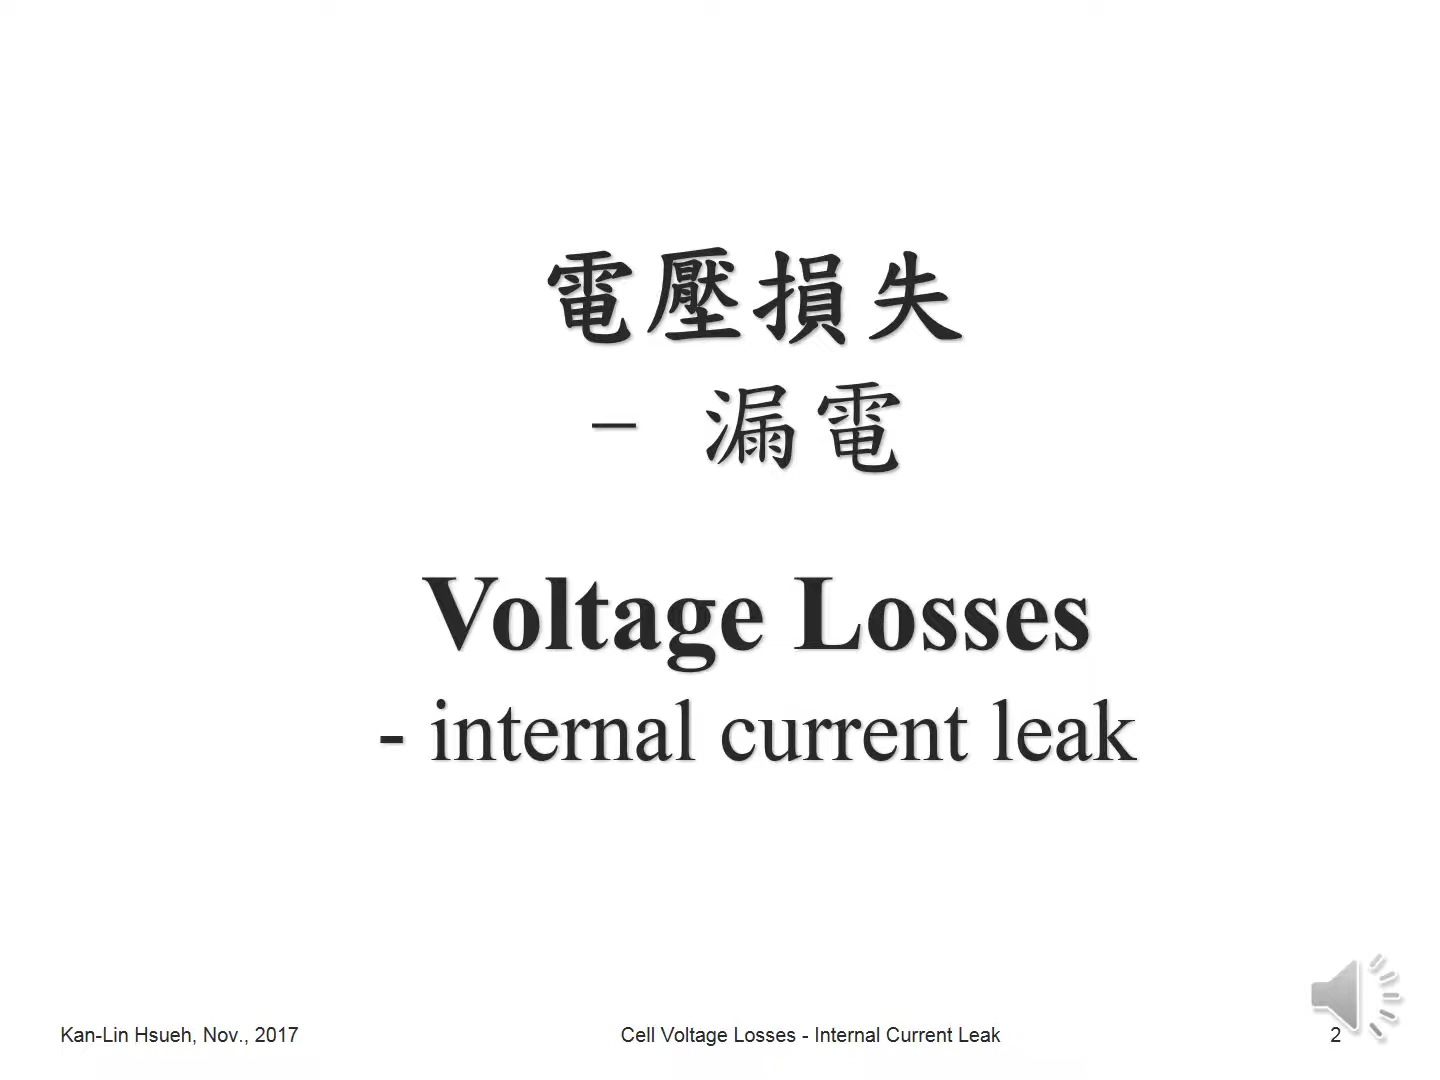 電壓損失
– 漏電
Voltage Losses
- internal current leak
Kan-Lin Hsueh, Nov., 2017
Cell Voltage Losses - Internal Current Leak
2